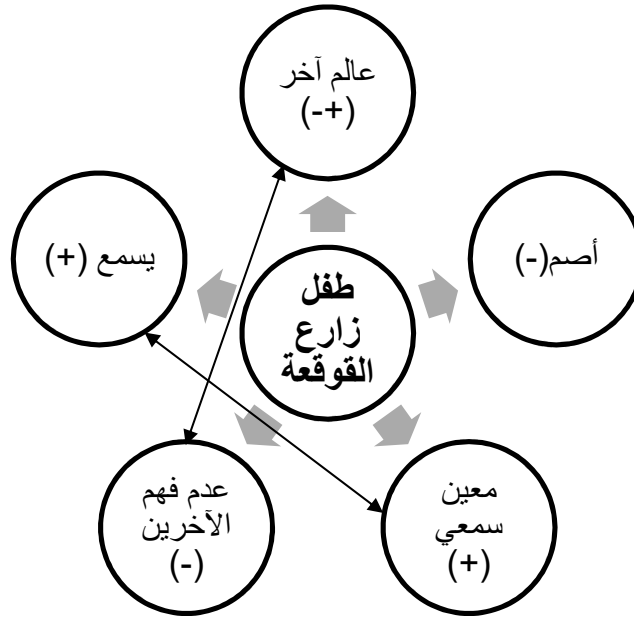 عالم آخر
(+-)
أصم(-)
يسمع (+)
طفل
زارع
القوقعة
معين
سمعي
(+)
عدم فهم
الآخرين
(-)